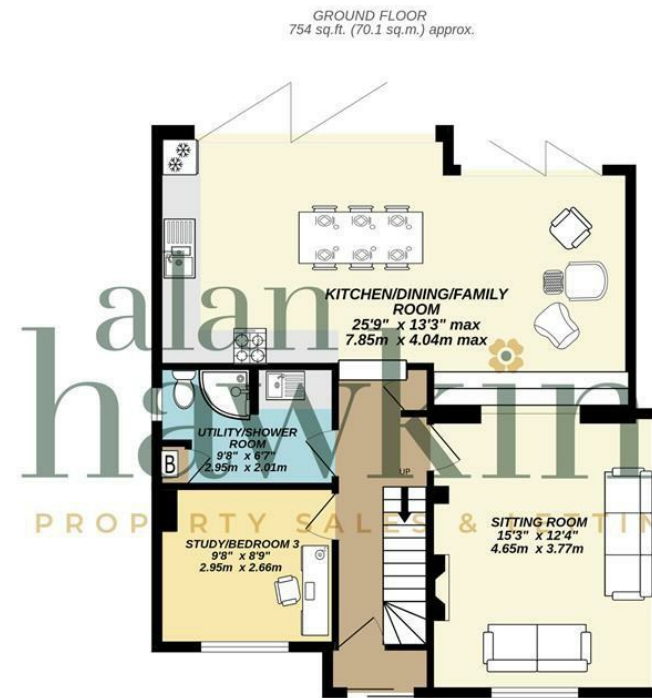 GROUND FLOOR
754 sq.ft. (70.1 sq.m.) approx.
KITCHEN/DINING/FAMILY
ROOM
25'9" x 13'3" max
7.85m x 4.04m max
alan
hawkin
PROPERTY SALES & LETTIN
UTILITY/SHOWER
ROOM
9'8" x 6'7"
2.95m x 2.01m
B
UP
STUDY/BEDROOM 3
9'8" x 8'9"
2.95m x 2.66m
SITTING ROOM
15'3" x 12'4"
4.65m x 3.77m